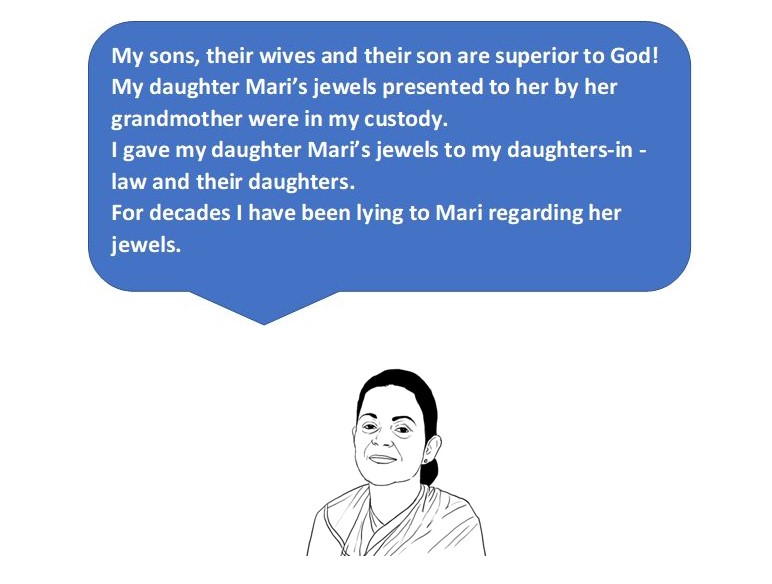 My sons, their wives and their son are superior to God!
My daughter Mari’s jewels presented to her by her
grandmother were in my custody.
I gave my daughter Mari’s jewels to my daughters-in -
law and their daughters.
For decades I have been lying to Mari regarding her
jewels.